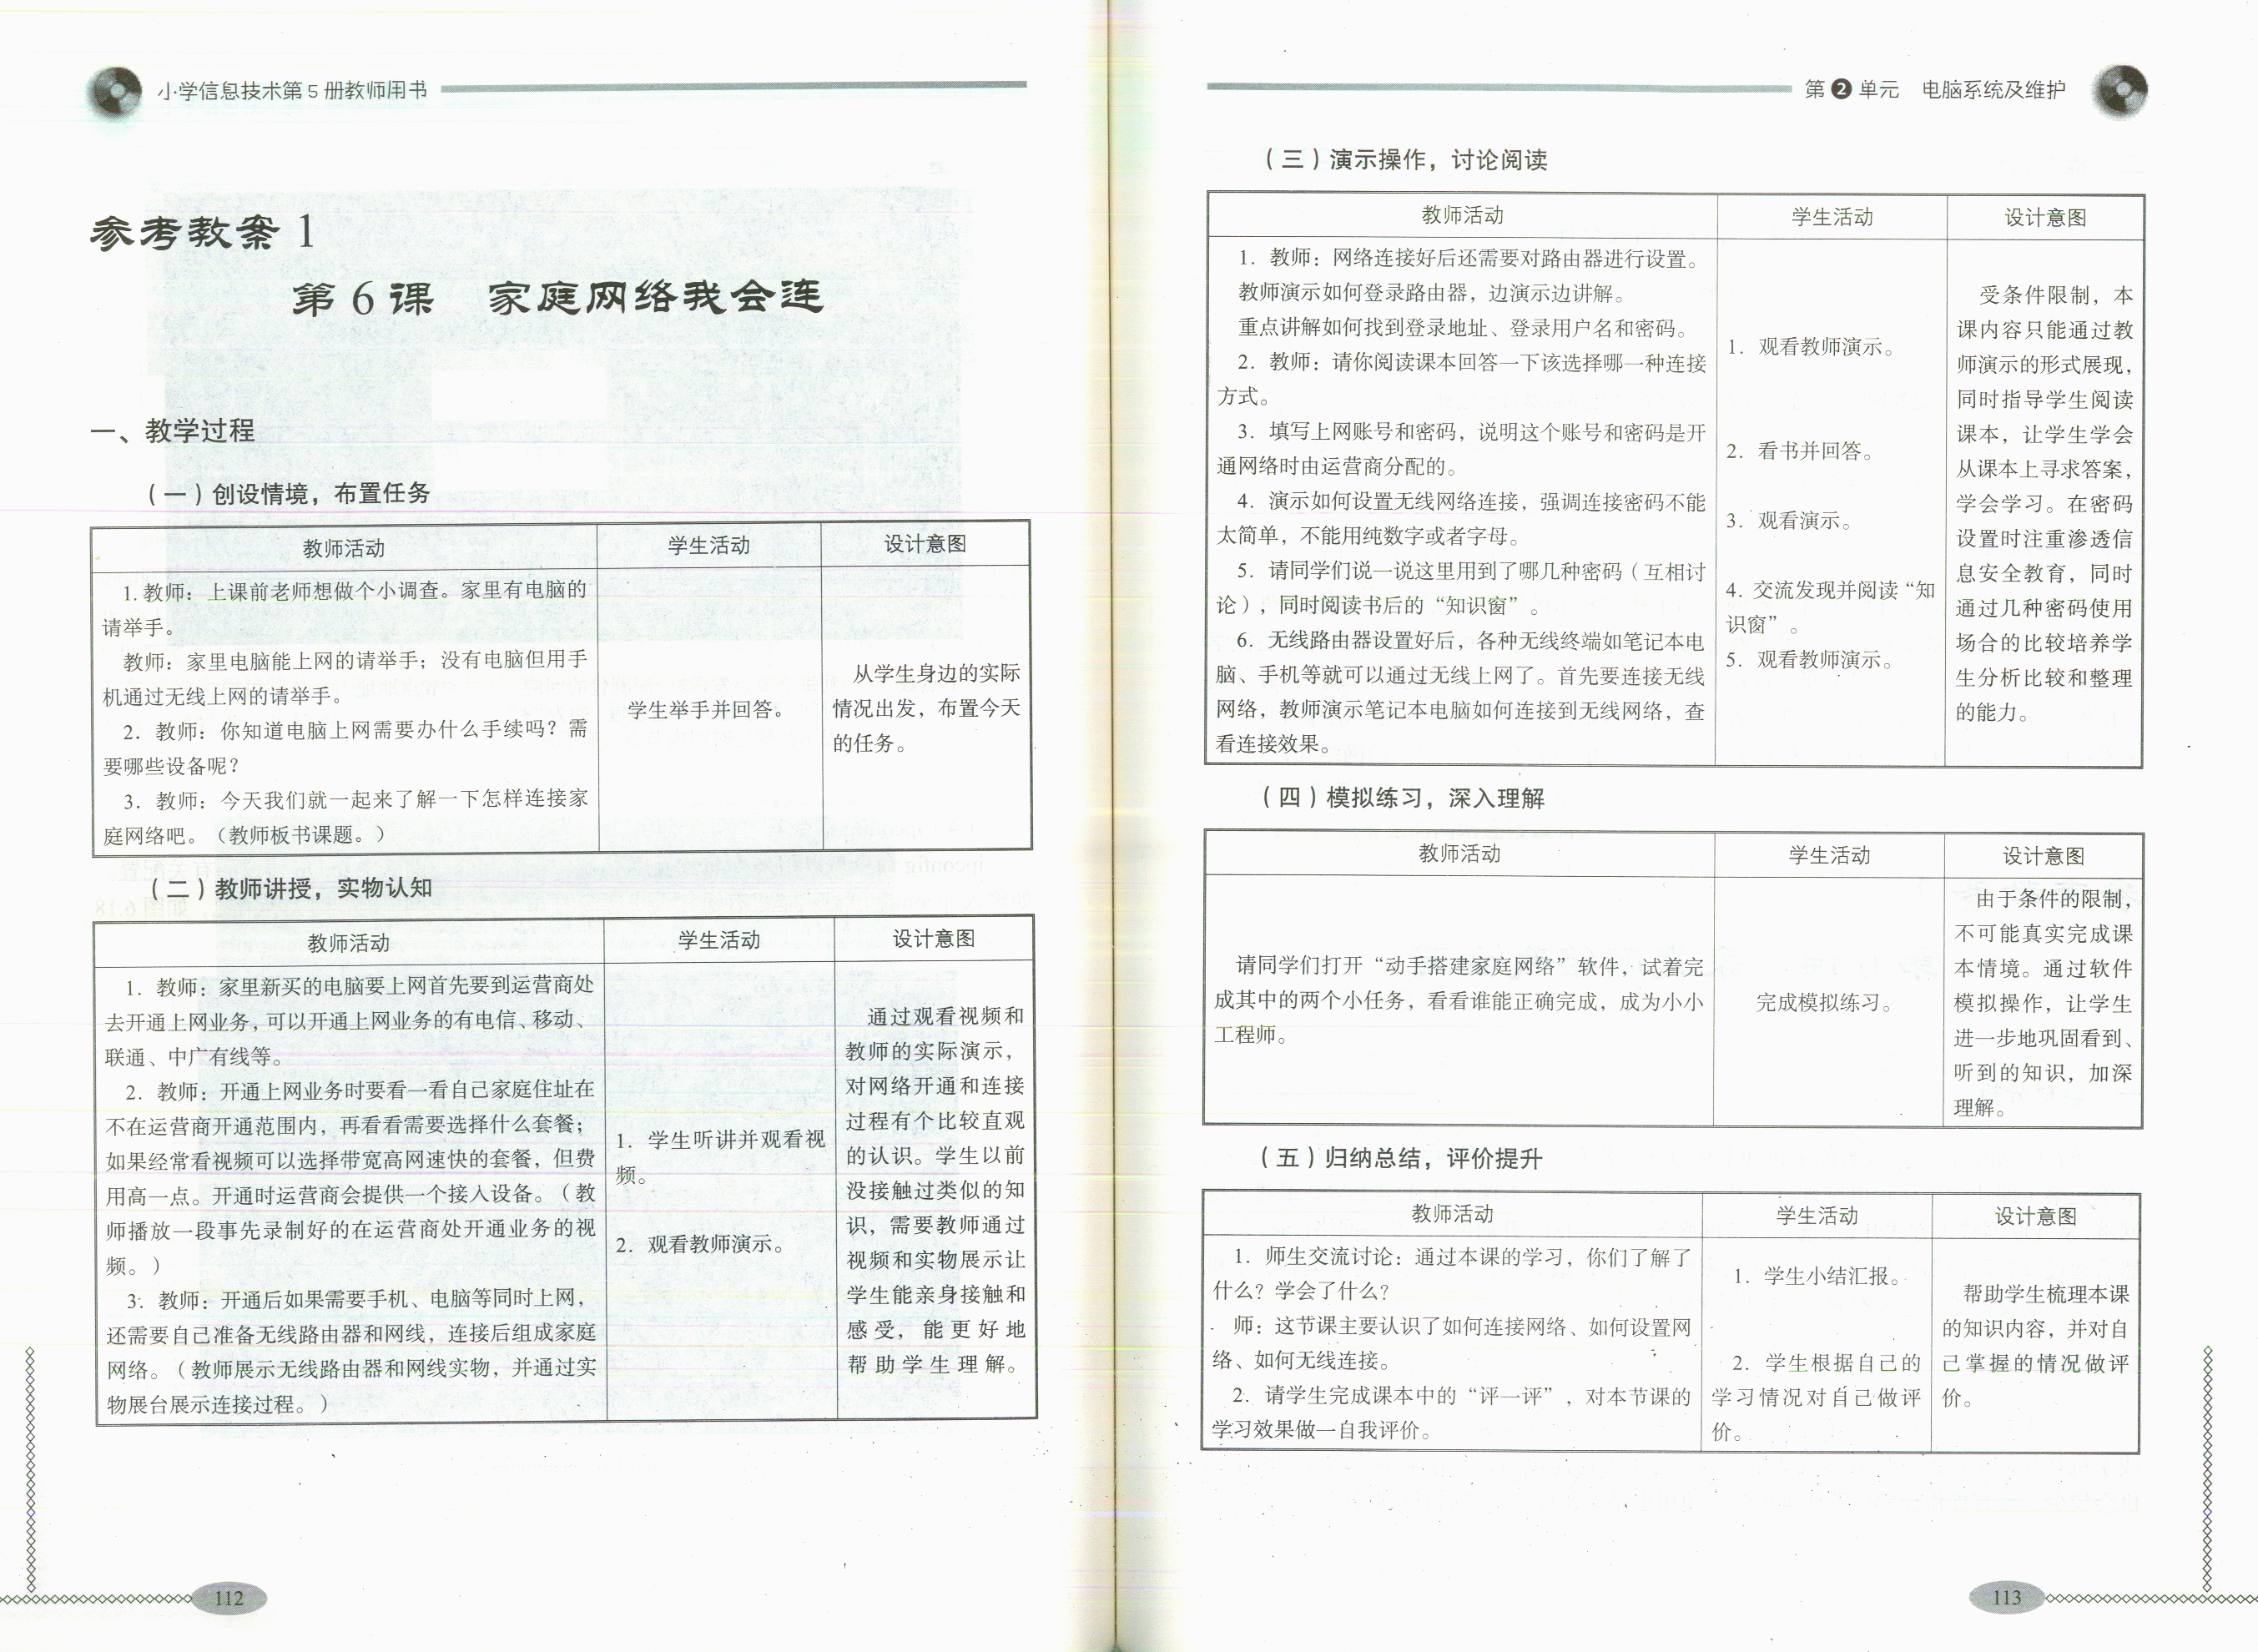 小学信息技术第5册教师用书
参考教案1
第6课 家庭网络我会连
一、教学过程
（一）创设情境，布置任务
教师活动
学生活动
设计意图
1.教师：上课前老师想做个小调查。家里有电脑的
请举手。
教师：家里电脑能上网的请举手；没有电脑但用手
机通过无线上网的请举手。
2. 教师：你知道电脑上网需要办什么手续吗？需
要哪些设备呢？
3. 教师：今天我们就一起来了解一下怎样连接家
庭网络吧。（教师板书课题。）
学生举手并回答。
从学生身边的实际
情况出发，布置今天
的任务。
（二）教师讲授，实物认知
教师活动
学生活动
设计意图
1. 教师：家里新买的电脑要上网首先要到运营商处
去开通上网业务，可以开通上网业务的有电信、移动、
联通、中广有线等。
2. 教师：开通上网业务时要看一看自己家庭住址在
不在运营商开通范围内，再看看需要选择什么套餐；
如果经常看视频可以选择带宽高网速快的套餐，但费
用高一点。开通时运营商会提供一个接入设备。（教
师播放一段事先录制好的在运营商处开通业务的视
频。）
3. 教师：开通后如果需要手机、电脑等同时上网，
还需要自己准备无线路由器和网线，连接后组成家庭
网络。（教师展示无线路由器和网线实物，并通过实
物展台展示连接过程。）
1. 学生听讲并观看视
频。
2. 观看教师演示。
通过观看视频和
教师的实际演示，
对网络开通和连接
过程有个比较直观
的认识。学生以前
没接触过类似的知
识，需要教师通过
视频和实物展示让
学生能亲身接触和
感受，能更好地
帮助学生理解。
112
第2单元 电脑系统及维护
（三）演示操作，讨论阅读
教师活动
学生活动
设计意图
1. 教师：网络连接好后还需要对路由器进行设置。
教师演示如何登录路由器，边演示边讲解。
重点讲解如何找到登录地址、登录用户名和密码。
2. 教师：请你阅读课本回答一下该选择哪一种连接
方式。
3. 填写上网账号和密码，说明这个账号和密码是开
通网络时由运营商分配的。
4. 演示如何设置无线网络连接，强调连接密码不能
太简单，不能用纯数字或者字母。
5. 请同学们说一说这里用到了哪几种密码（互相讨
论），同时阅读书后的“知识窗”。
6. 无线路由器设置好后，各种无线终端如笔记本电
脑、手机等就可以通过无线上网了。首先要连接无线
网络，教师演示笔记本电脑如何连接到无线网络，查
看连接效果。
1. 观看教师演示。
2. 看书并回答。
3. 观看演示。
4. 交流发现并阅读“知
识窗”。
5. 观看教师演示。
受条件限制，本
课内容只能通过教
师演示的形式展现，
同时指导学生阅读
课本，让学生学会
从课本上寻求答案，
学会学习。在密码
设置时注重渗透信
息安全教育，同时
通过几种密码使用
场合的比较培养学
生分析比较和整理
的能力。
（四）模拟练习，深入理解
教师活动
学生活动
设计意图
请同学们打开“动手搭建家庭网络”软件，试着完
成其中的两个小任务，看看谁能正确完成，成为小小
工程师。
完成模拟练习。
由于条件的限制，
不可能真实完成课
本情境。通过软件
模拟操作，让学生
进一步地巩固看到、
听到的知识，加深
理解。
（五）归纳总结，评价提升
教师活动
学生活动
设计意图
1. 师生交流讨论：通过本课的学习，你们了解了
什么？学会了什么？
师：这节课主要认识了如何连接网络、如何设置网
络、如何无线连接。
2. 请学生完成课本中的“评一评”，对本节课的
学习效果做一自我评价。
1. 学生小结汇报。
2. 学生根据自己的
学习情况对自己做评
价。
帮助学生梳理本课
的知识内容，并对自
己掌握的情况做评
价。
113